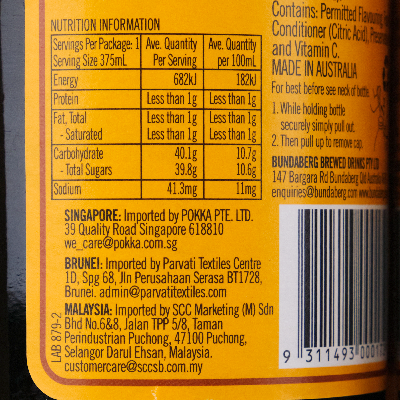 NUTRITION INFORMATION
Servings Per Package: 1 Ave. Quantity Ave. Quantity
Serving Size 375mL Per Serving per 100mL
Energy 682kJ 182kJ
Protein Less than 1g Less than 1g
Fat, Total Less than 1g Less than 1g
- Saturated Less than 1g Less than 1g
Carbohydrate 40.1g 10.7g
- Total Sugars 39.8g 10.6g
Sodium 41.3mg 11mg
SINGAPORE: Imported by POKKA PTE. LTD.
39 Quality Road Singapore 618810
we_care@pokka.com.sg
BRUNEI: Imported by Parvati Textiles Centre
1D, Spg 68, Jln Perusahaan Serasa BT1728,
Brunei. admin@parvatitextiles.com
MALAYSIA: Imported by SCC Marketing (M) Sdn
Bhd No.6&8, Jalan TPP 5/8, Taman
Perindustrian Puchong, 47100 Puchong,
Selangor Darul Ehsan, Malaysia.
customercare@sccsb.com.my
LAB 879-2
Contains: Permitted Flavouring,
Conditioner (Citric Acid),
and Vitamin C.
MADE IN AUSTRALIA
For best before see neck of bottle.
1. While holding bottle
securely simply pull out.
2. Then pull up to remove cap.
BUNDABERG BREWED DRINKS PTY LTD
147 Bargara Rd Bundaberg Qld
enquiries@bundaberg.com
9 311493 000